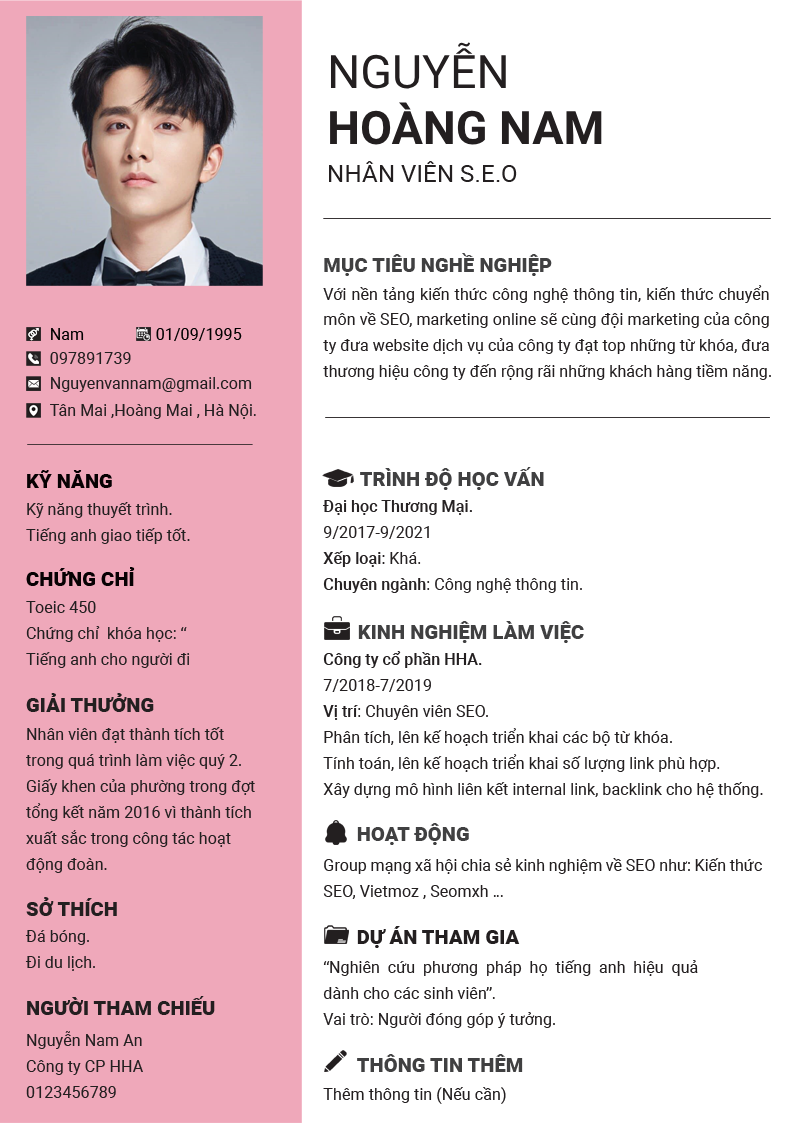 NGUYỄN
HOÀNG NAM
NHÂN VIÊN S.E.O
Nam 01/09/1995
097891739
Nguyenvannam@gmail.com
Tân Mai ,Hoàng Mai , Hà Nội.
KỸ NĂNG
Kỹ năng thuyết trình.
Tiếng anh giao tiếp tốt.
CHỨNG CHỈ
Toeic 450
Chứng chỉ  khóa học: “
Tiếng anh cho người đi
GIẢI THƯỞNG
Nhân viên đạt thành tích tốt
trong quá trình làm việc quý 2.
Giấy khen của phường trong đợt
tổng kết năm 2016 vì thành tích
xuất sắc trong công tác hoạt
động đoàn.
SỞ THÍCH
Đá bóng.
Đi du lịch.
NGƯỜI THAM CHIẾU
Nguyễn Nam An
Công ty CP HHA
0123456789
MỤC TIÊU NGHỀ NGHIỆP
Với nền tảng kiến thức công nghệ thông tin, kiến thức chuyển
môn về SEO, marketing online sẽ cùng đội marketing của công
ty đưa website dịch vụ của công ty đạt top những từ khóa, đưa
thương hiệu công ty đến rộng rãi những khách hàng tiềm năng.
TRÌNH ĐỘ HỌC VẤN
Đại học Thương Mại.
9/2017-9/2021
Xếp loại: Khá.
Chuyên ngành: Công nghệ thông tin.
KINH NGHIỆM LÀM VIỆC
Công ty cổ phần HHA.
7/2018-7/2019
Vị trí: Chuyên viên SEO.
Phân tích, lên kế hoạch triển khai các bộ từ khóa.
Tính toán, lên kế hoạch triển khai số lượng link phù hợp.
Xây dựng mô hình liên kết internal link, backlink cho hệ thống.
HOẠT ĐỘNG
Group mạng xã hội chia sẻ kinh nghiệm về SEO như: Kiến thức
SEO, Vietmoz , Seomxh ...
DỰ ÁN THAM GIA
“Nghiên cứu phương pháp họ tiếng anh hiệu quả
dành cho các sinh viên”.
Vai trò: Người đóng góp ý tưởng.
THÔNG TIN THÊM
Thêm thông tin (Nếu cần)